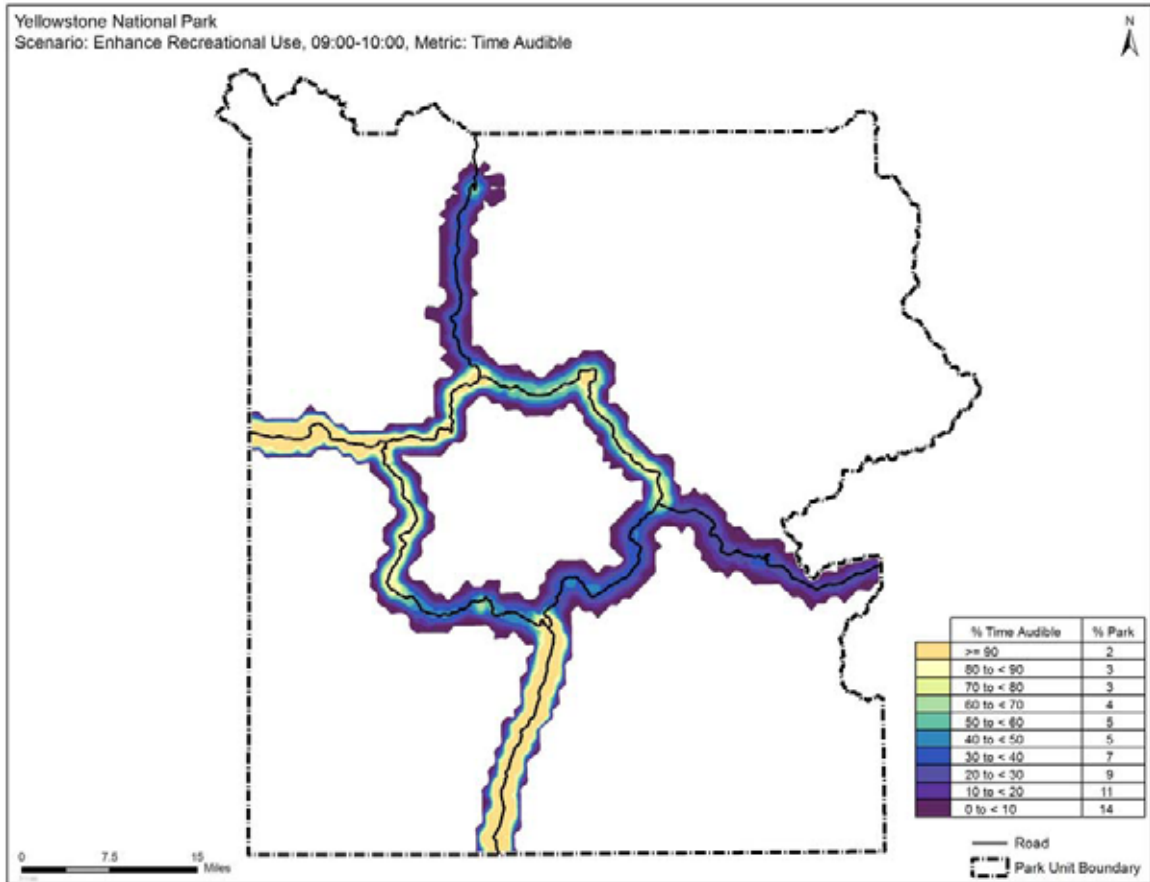 Yellowstone National Park
Scenario: Enhance Recreational Use, 09:00-10:00, Metric: Time Audible
N
% Time Audible % Park
>= 90 2
80 to < 90 3
70 to < 80 3
60 to < 70 4
50 to < 60 5
40 to < 50 5
30 to < 40 7
20 to < 30 9
10 to < 20 11
0 to < 10 14
Road
Park Unit Boundary
0 7.5 15
Miles